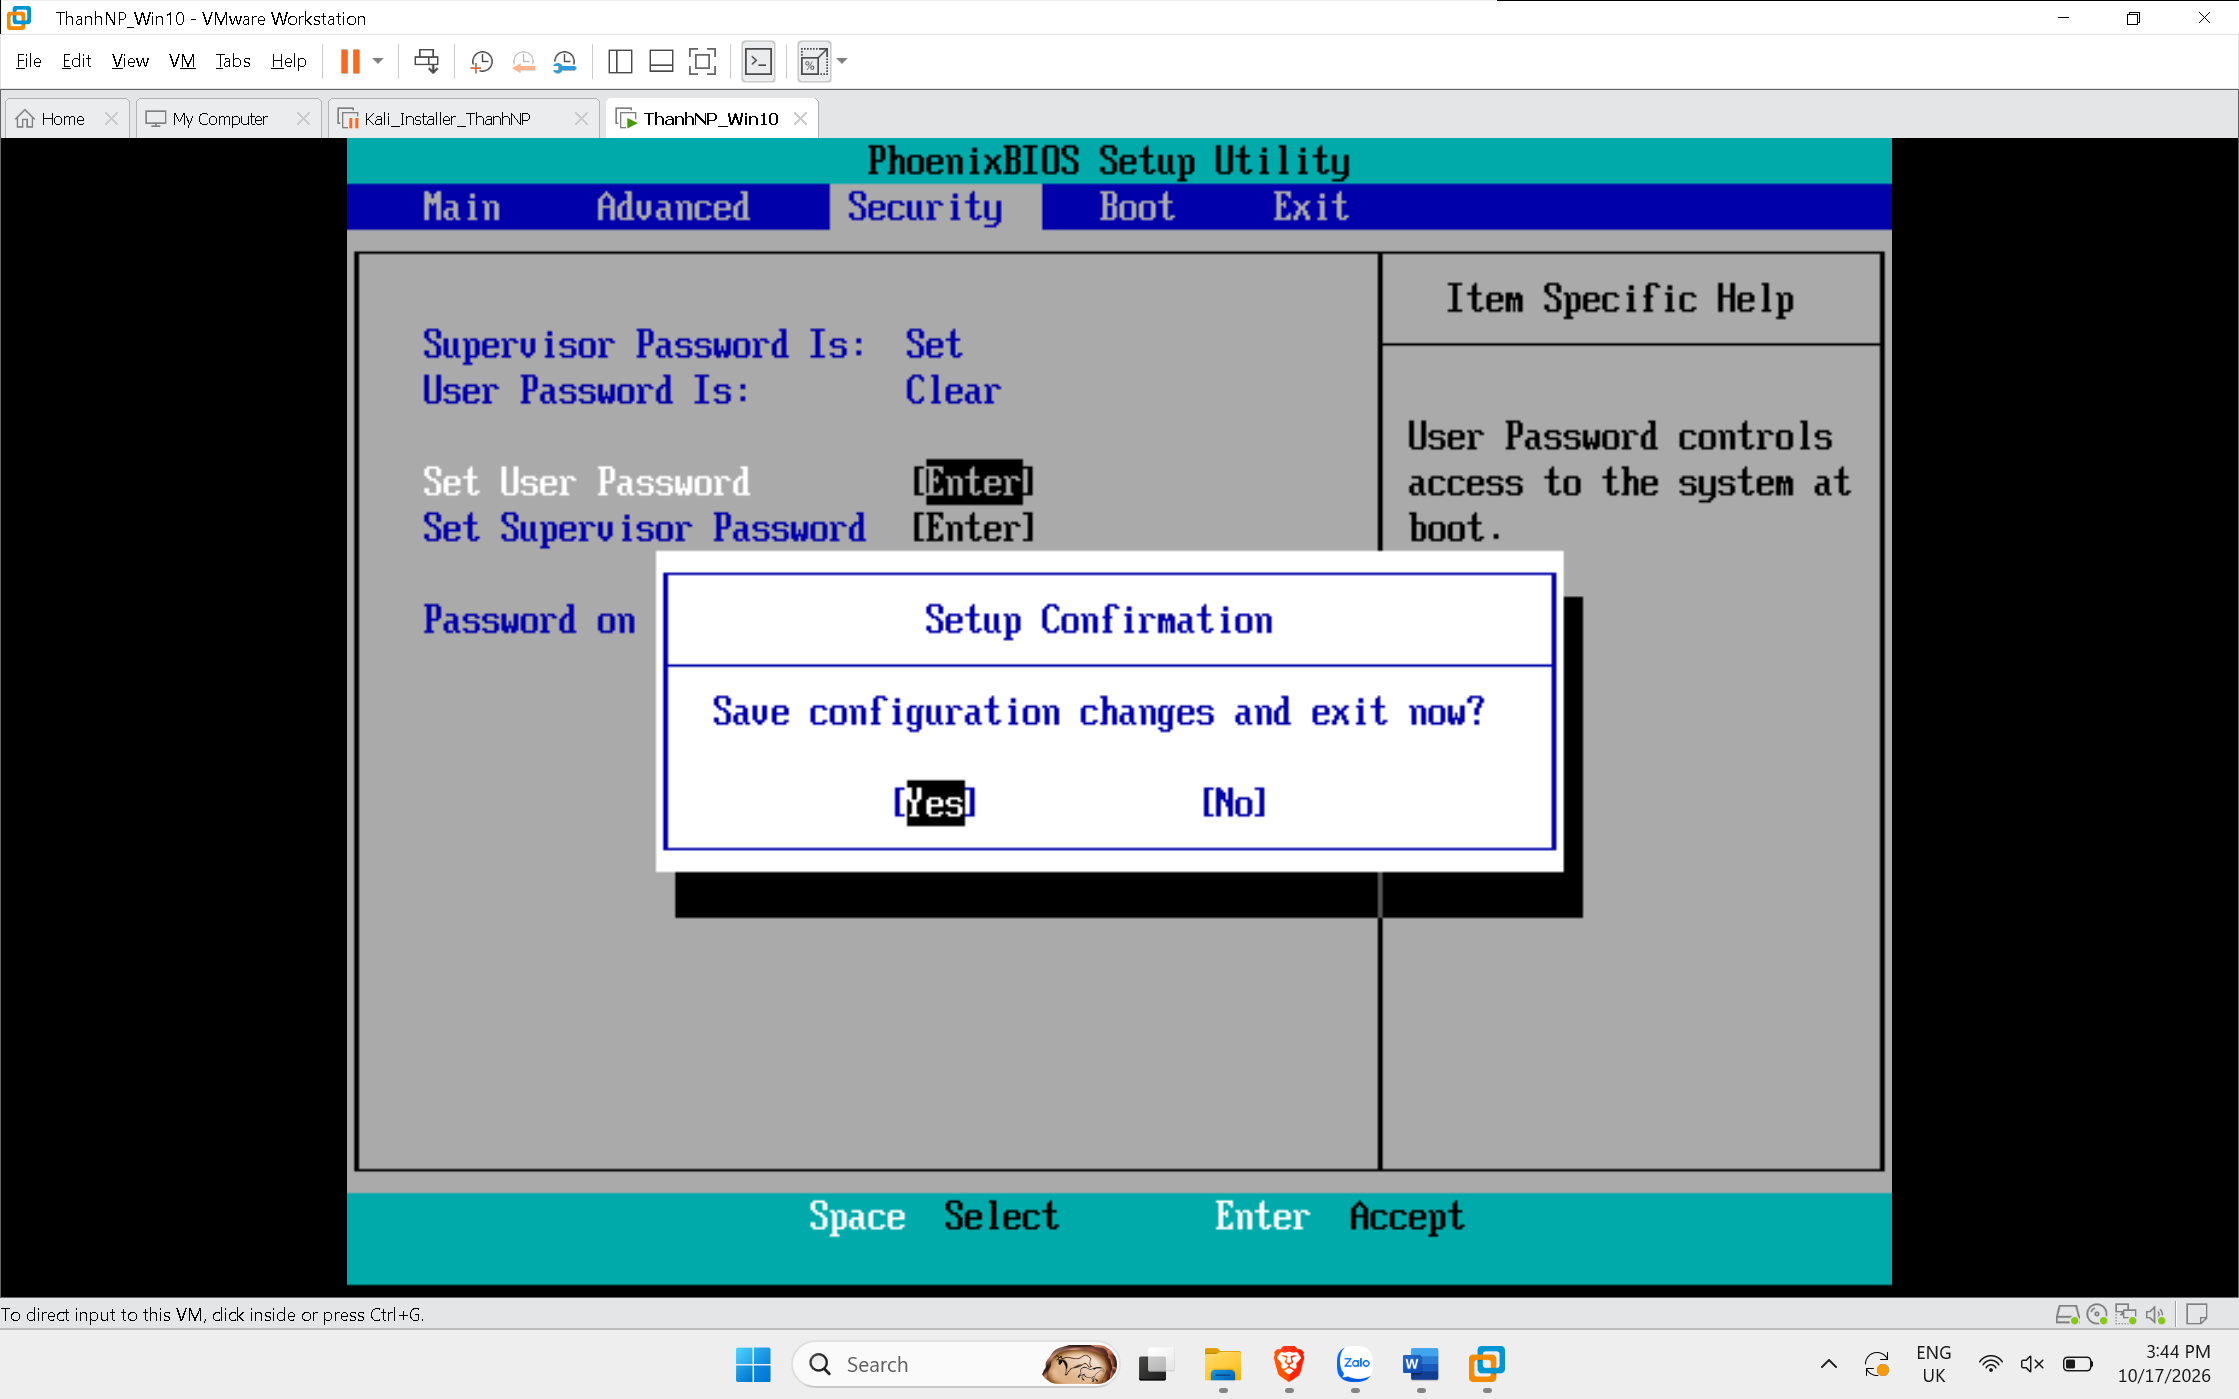 ThanhNP_Win10 - VMware Workstation
File Edit View VM Tabs Help
Home My Computer Kali_Installer_ThanhNP ThanhNP_Win10
PhoenixBIOS Setup Utility
Main Advanced Security Boot Exit
Item Specific Help
Supervisor Password Is: Set
User Password Is: Clear
User Password controls
Set User Password [Enter] access to the system at
Set Supervisor Password [Enter] boot.
Password on
Setup Confirmation
Save configuration changes and exit now?
[Yes] [No]
Space Select Enter Accept
To direct input to this VM, click inside or press Ctrl+G.
Search
Zalo
W
ENG
UK
3:44 PM
10/17/2026